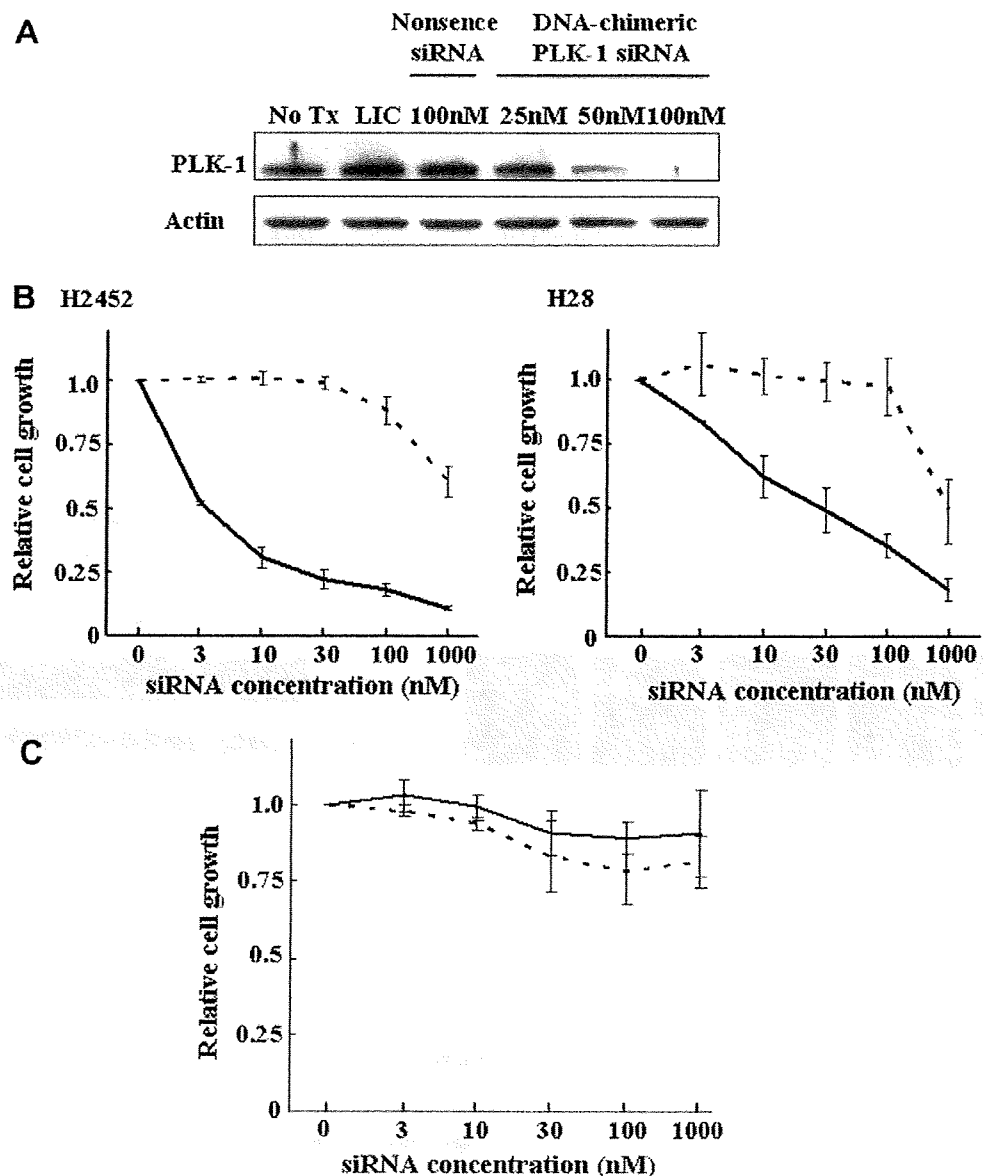 A
Nonsence DNA-chimeric
siRNA PLK-1 siRNA
No Tx LIC 100nM 25nM 50nM 100nM
PLK-1
Actin
B H2452
H28
Relative cell growth
1.0
0.75
0.5
0.25
0
0 3 10 30 100 1000
siRNA concentration (nM)
Relative cell growth
1.0
0.75
0.5
0.25
0
0 3 10 30 100 1000
siRNA concentration (nM)
C
Relative cell growth
1.0
0.75
0.5
0.25
0
0 3 10 30 100 1000
siRNA concentration (nM)